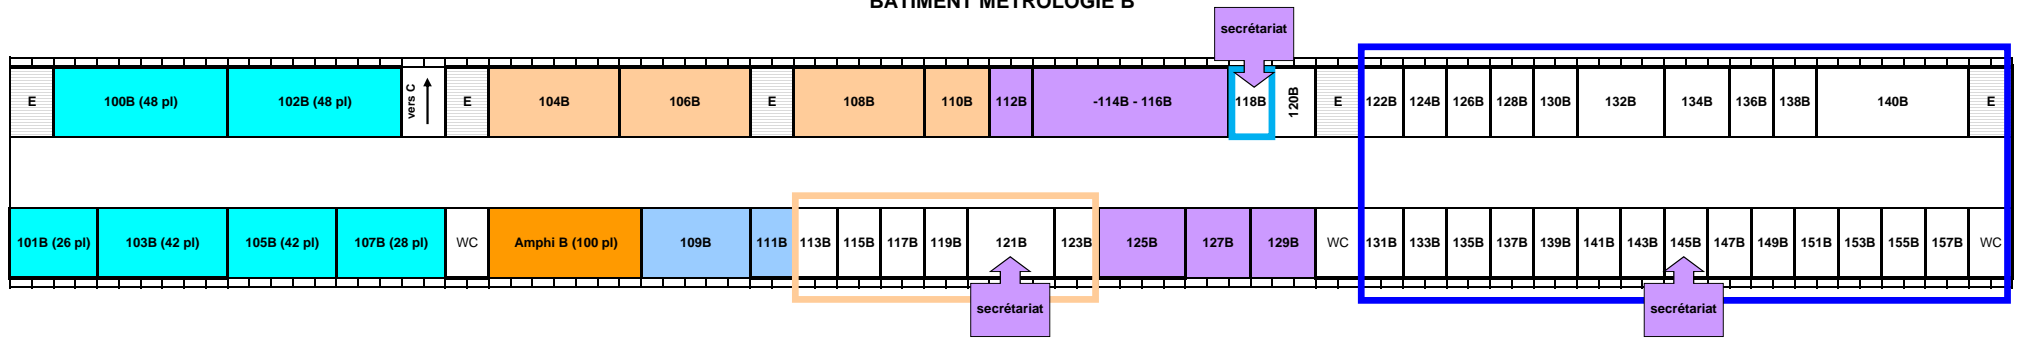 BATIMENT METROLOGIE B
secrétariat
E
100B (48 pl)
102B (48 pl)
vers C
E
104B
106B
E
108B
110B
112B
-114B - 116B
118B
120B
E
122B
124B
126B
128B
130B
132B
134B
136B
138B
140B
E
101B (26 pl)
103B (42 pl)
105B (42 pl)
107B (28 pl)
WC
Amphi B (100 pl)
109B
111B
113B
115B
117B
119B
121B
123B
125B
127B
129B
WC
131B
133B
135B
137B
139B
141B
143B
145B
147B
149B
151B
153B
155B
157B
WC
secrétariat
secrétariat